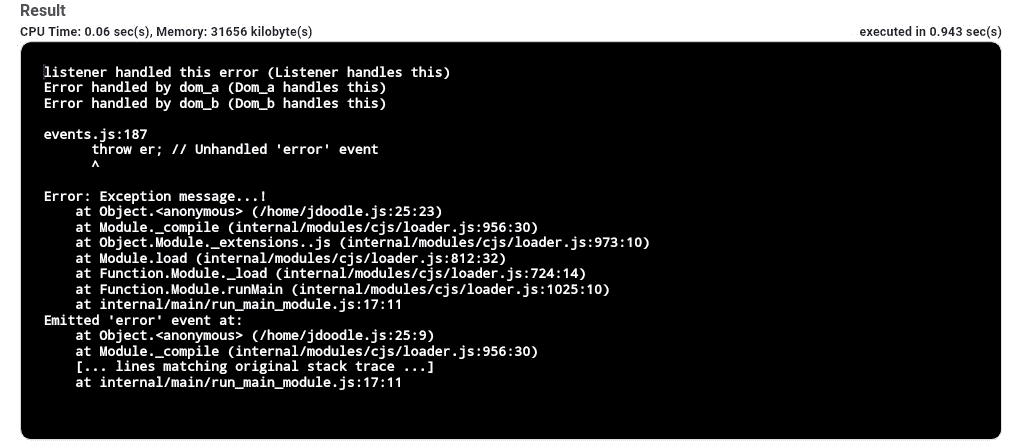 Result
CPU Time: 0.06 sec(s), Memory: 31656 kilobyte(s) executed in 0.943 sec(s)
listener handled this error (Listener handles this)
Error handled by dom_a (Dom_a handles this)
Error handled by dom_b (Dom_b handles this)
events.js:187
throw er; // Unhandled 'error' event
^
Error: Exception message...!
at Object.<anonymous> (/home/jdoodle.js:25:23)
at Module._compile (internal/modules/cjs/loader.js:956:30)
at Object.Module._extensions..js (internal/modules/cjs/loader.js:973:10)
at Module.load (internal/modules/cjs/loader.js:812:32)
at Function.Module._load (internal/modules/cjs/loader.js:724:14)
at Function.Module.runMain (internal/modules/cjs/loader.js:1025:10)
at internal/main/run_main_module.js:17:11
Emitted 'error' event at:
at Object.<anonymous> (/home/jdoodle.js:25:9)
at Module._compile (internal/modules/cjs/loader.js:956:30)
[... lines matching original stack trace ...]
at internal/main/run_main_module.js:17:11